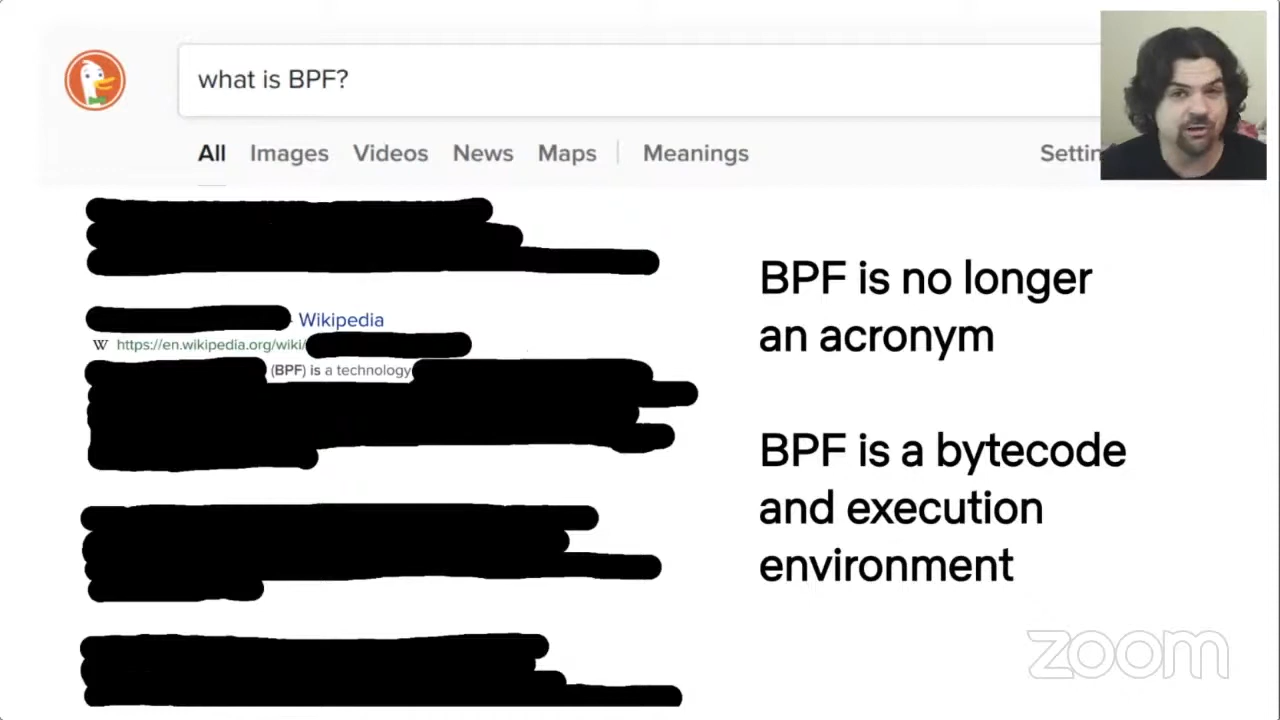 what is BPF?
All Images Videos News Maps Meanings
Wikipedia
W https://en.wikipedia.org/wiki/
(BPF) is a technology
BPF is no longer
an acronym
BPF is a bytecode
and execution
environment
zoom